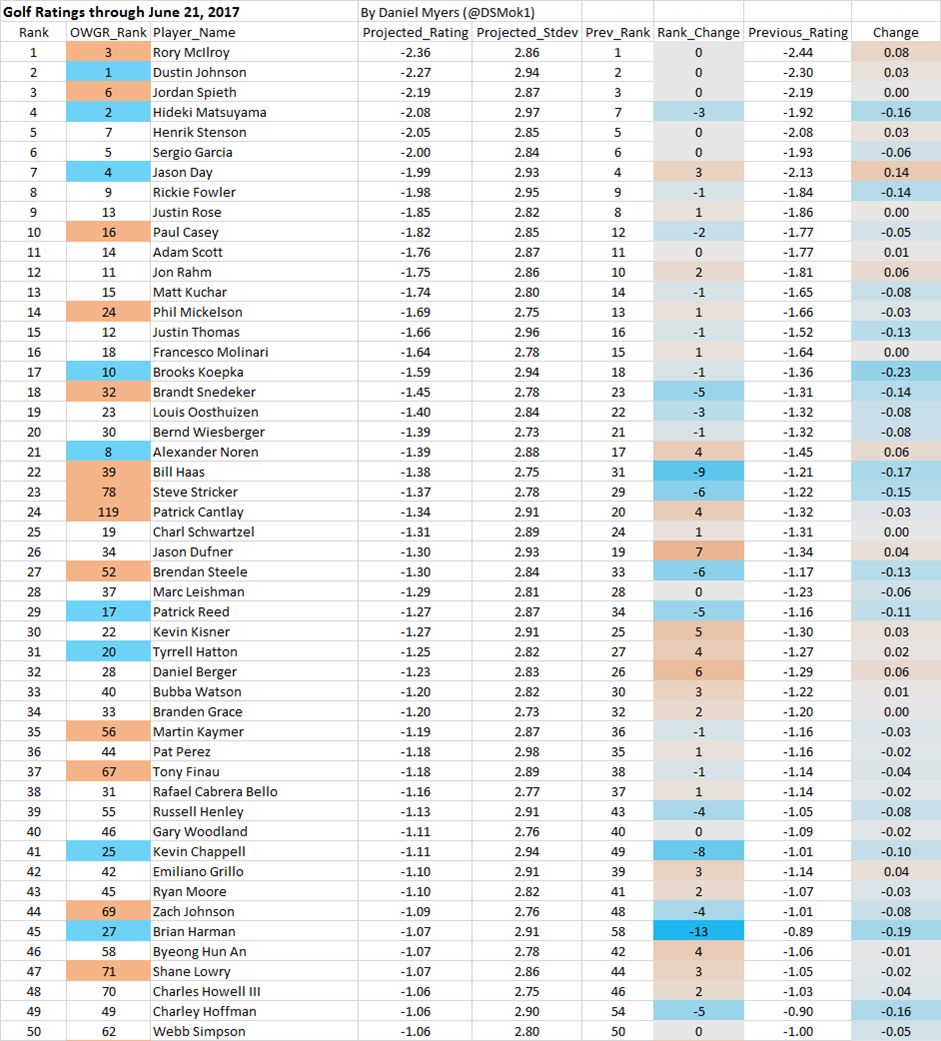 Golf Ratings through June 21, 2017 By Daniel Myers (@DSMok1)
Rank OWGR_Rank Player_Name Projected_Rating Projected_Stdev Prev_Rank Rank_Change Previous_Rating Change
1 3 Rory McIlroy -2.36 2.86 1 0 -2.44 0.08
2 1 Dustin Johnson -2.27 2.94 2 0 -2.30 0.03
3 6 Jordan Spieth -2.19 2.87 3 0 -2.19 0.00
4 2 Hideki Matsuyama -2.08 2.97 7 -3 -1.92 -0.16
5 7 Henrik Stenson -2.05 2.85 5 0 -2.08 0.03
6 5 Sergio Garcia -2.00 2.84 6 0 -1.93 -0.06
7 4 Jason Day -1.99 2.93 4 3 -2.13 0.14
8 9 Rickie Fowler -1.98 2.95 9 -1 -1.84 -0.14
9 13 Justin Rose -1.85 2.82 8 1 -1.86 0.00
10 16 Paul Casey -1.82 2.85 12 -2 -1.77 -0.05
11 14 Adam Scott -1.76 2.87 11 0 -1.77 0.01
12 11 Jon Rahm -1.75 2.86 10 2 -1.81 0.06
13 15 Matt Kuchar -1.74 2.80 14 -1 -1.65 -0.08
14 24 Phil Mickelson -1.69 2.75 13 1 -1.66 -0.03
15 12 Justin Thomas -1.66 2.96 16 -1 -1.52 -0.13
16 18 Francesco Molinari -1.64 2.78 15 1 -1.64 0.00
17 10 Brooks Koepka -1.59 2.94 18 -1 -1.36 -0.23
18 32 Brandt Snedeker -1.45 2.78 23 -5 -1.31 -0.14
19 23 Louis Oosthuizen -1.40 2.84 22 -3 -1.32 -0.08
20 30 Bernd Wiesberger -1.39 2.73 21 -1 -1.32 -0.08
21 8 Alexander Noren -1.39 2.88 17 4 -1.45 0.06
22 39 Bill Haas -1.38 2.75 31 -9 -1.21 -0.17
23 78 Steve Stricker -1.37 2.78 29 -6 -1.22 -0.15
24 119 Patrick Cantlay -1.34 2.91 20 4 -1.32 -0.03
25 19 Charl Schwartzel -1.31 2.89 24 1 -1.31 0.00
26 34 Jason Dufner -1.30 2.93 19 7 -1.34 0.04
27 52 Brendan Steele -1.30 2.84 33 -6 -1.17 -0.13
28 37 Marc Leishman -1.29 2.81 28 0 -1.23 -0.06
29 17 Patrick Reed -1.27 2.87 34 -5 -1.16 -0.11
30 22 Kevin Kisner -1.27 2.91 25 5 -1.30 0.03
31 20 Tyrrell Hatton -1.25 2.82 27 4 -1.27 0.02
32 28 Daniel Berger -1.23 2.83 26 6 -1.29 0.06
33 40 Bubba Watson -1.20 2.82 30 3 -1.22 0.01
34 33 Branden Grace -1.20 2.73 32 2 -1.20 0.00
35 56 Martin Kaymer -1.19 2.87 36 -1 -1.16 -0.03
36 44 Pat Perez -1.18 2.98 35 1 -1.16 -0.02
37 67 Tony Finau -1.18 2.89 38 -1 -1.14 -0.04
38 31 Rafael Cabrera Bello -1.16 2.77 37 1 -1.14 -0.02
39 55 Russell Henley -1.13 2.91 43 -4 -1.05 -0.08
40 46 Gary Woodland -1.11 2.76 40 0 -1.09 -0.02
41 25 Kevin Chappell -1.11 2.94 49 -8 -1.01 -0.10
42 42 Emiliano Grillo -1.10 2.91 39 3 -1.14 0.04
43 45 Ryan Moore -1.10 2.82 41 2 -1.07 -0.03
44 69 Zach Johnson -1.09 2.76 48 -4 -1.01 -0.08
45 27 Brian Harman -1.07 2.91 58 -13 -0.89 -0.19
46 58 Byeong Hun An -1.07 2.78 42 4 -1.06 -0.01
47 71 Shane Lowry -1.07 2.86 44 3 -1.05 -0.02
48 70 Charles Howell III -1.06 2.75 46 2 -1.03 -0.04
49 49 Charley Hoffman -1.06 2.90 54 -5 -0.90 -0.16
50 62 Webb Simpson -1.06 2.80 50 0 -1.00 -0.05